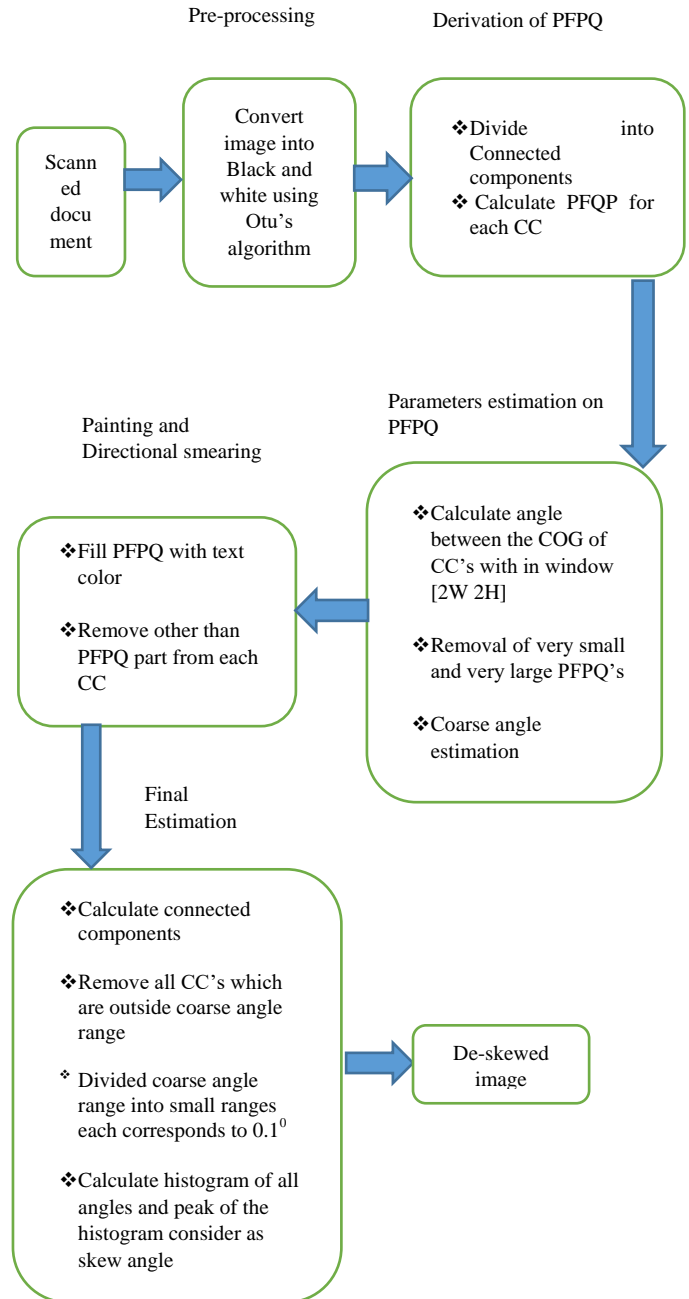 Pre-processing
Derivation of PFPQ
Scann
ed
docu
ment
Convert
image into
Black and
white using
Otu's
algorithm
❖Divide into
Connected
components
❖ Calculate PFQP for
each CC
Parameters estimation on
PFPQ
❖Calculate angle
between the COG of
CC's with in window
[2W 2H]
❖Removal of very small
and very large PFPQ's
❖Coarse angle
estimation
Painting and
Directional smearing
❖Fill PFPQ with text
color
❖Remove other than
PFPQ part from each
CC
Final
Estimation
❖Calculate connected
components
❖Remove all CC's which
are outside coarse angle
range
❖ Divided coarse angle
range into small ranges
each corresponds to 0.1⁰
❖Calculate histogram of all
angles and peak of the
histogram consider as
skew angle
De-skewed
image